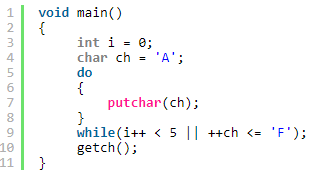 1 void main()
2 {
3 int i = 0;
4 char ch = 'A';
5 do
6 {
7 putchar(ch);
8 }
9 while(i++ < 5 || ++ch <= 'F');
10 getch();
11 }